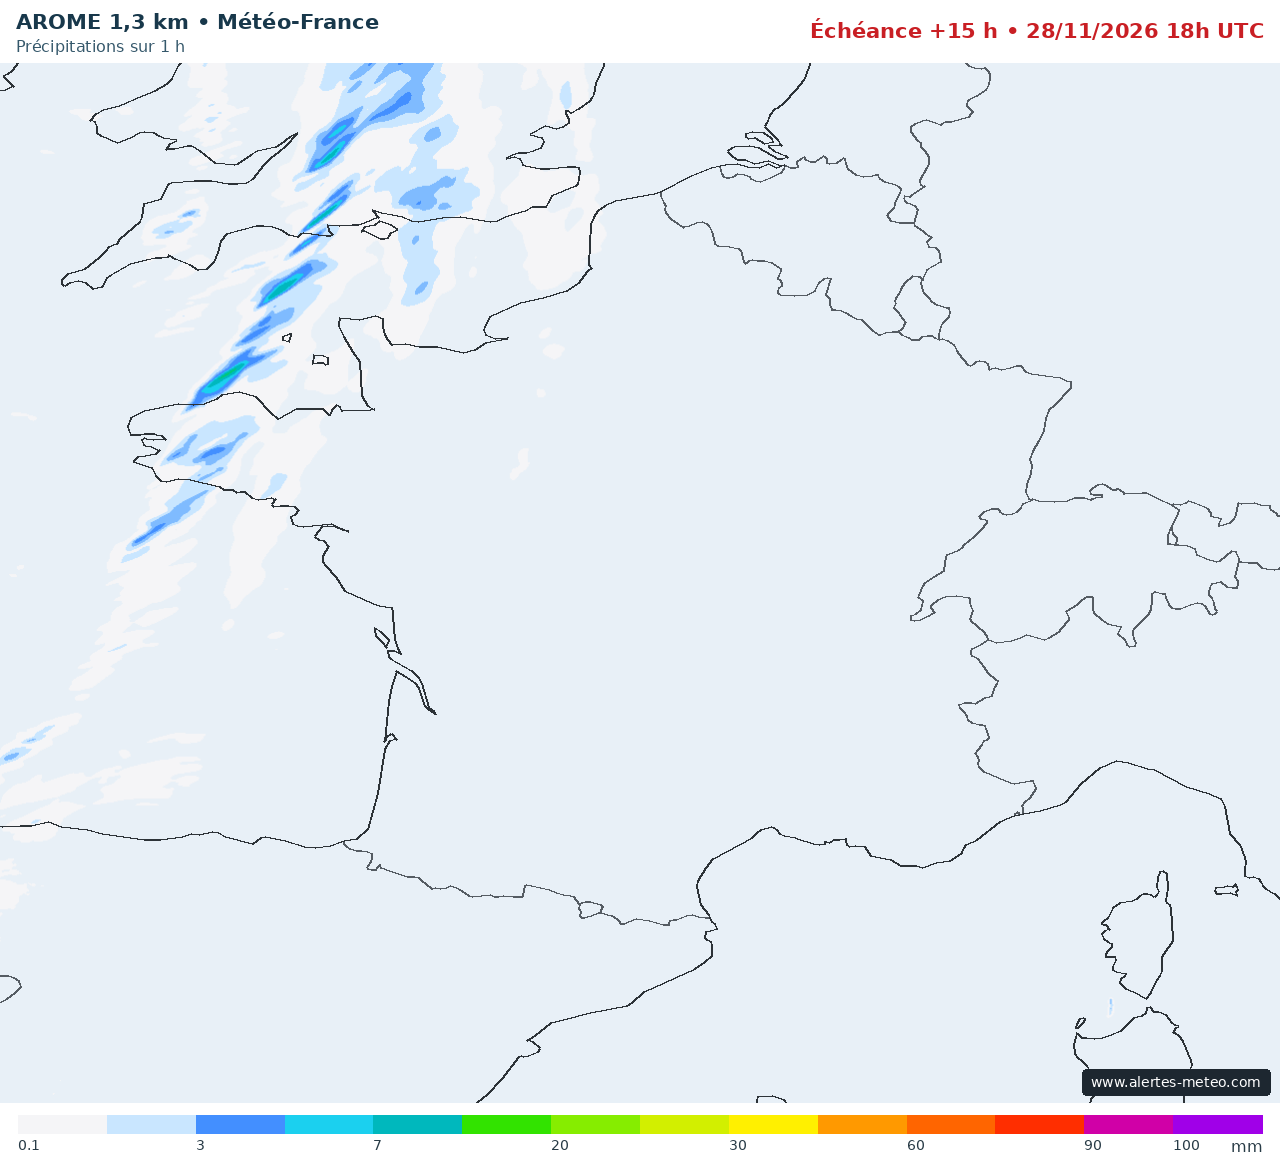 AROME 1,3 km • Météo-France
Précipitations sur 1 h
Échéance +15 h • 28/11/2026 18h UTC
www.alertes-meteo.com
0.1 3 7 20 30 60 90 100 mm